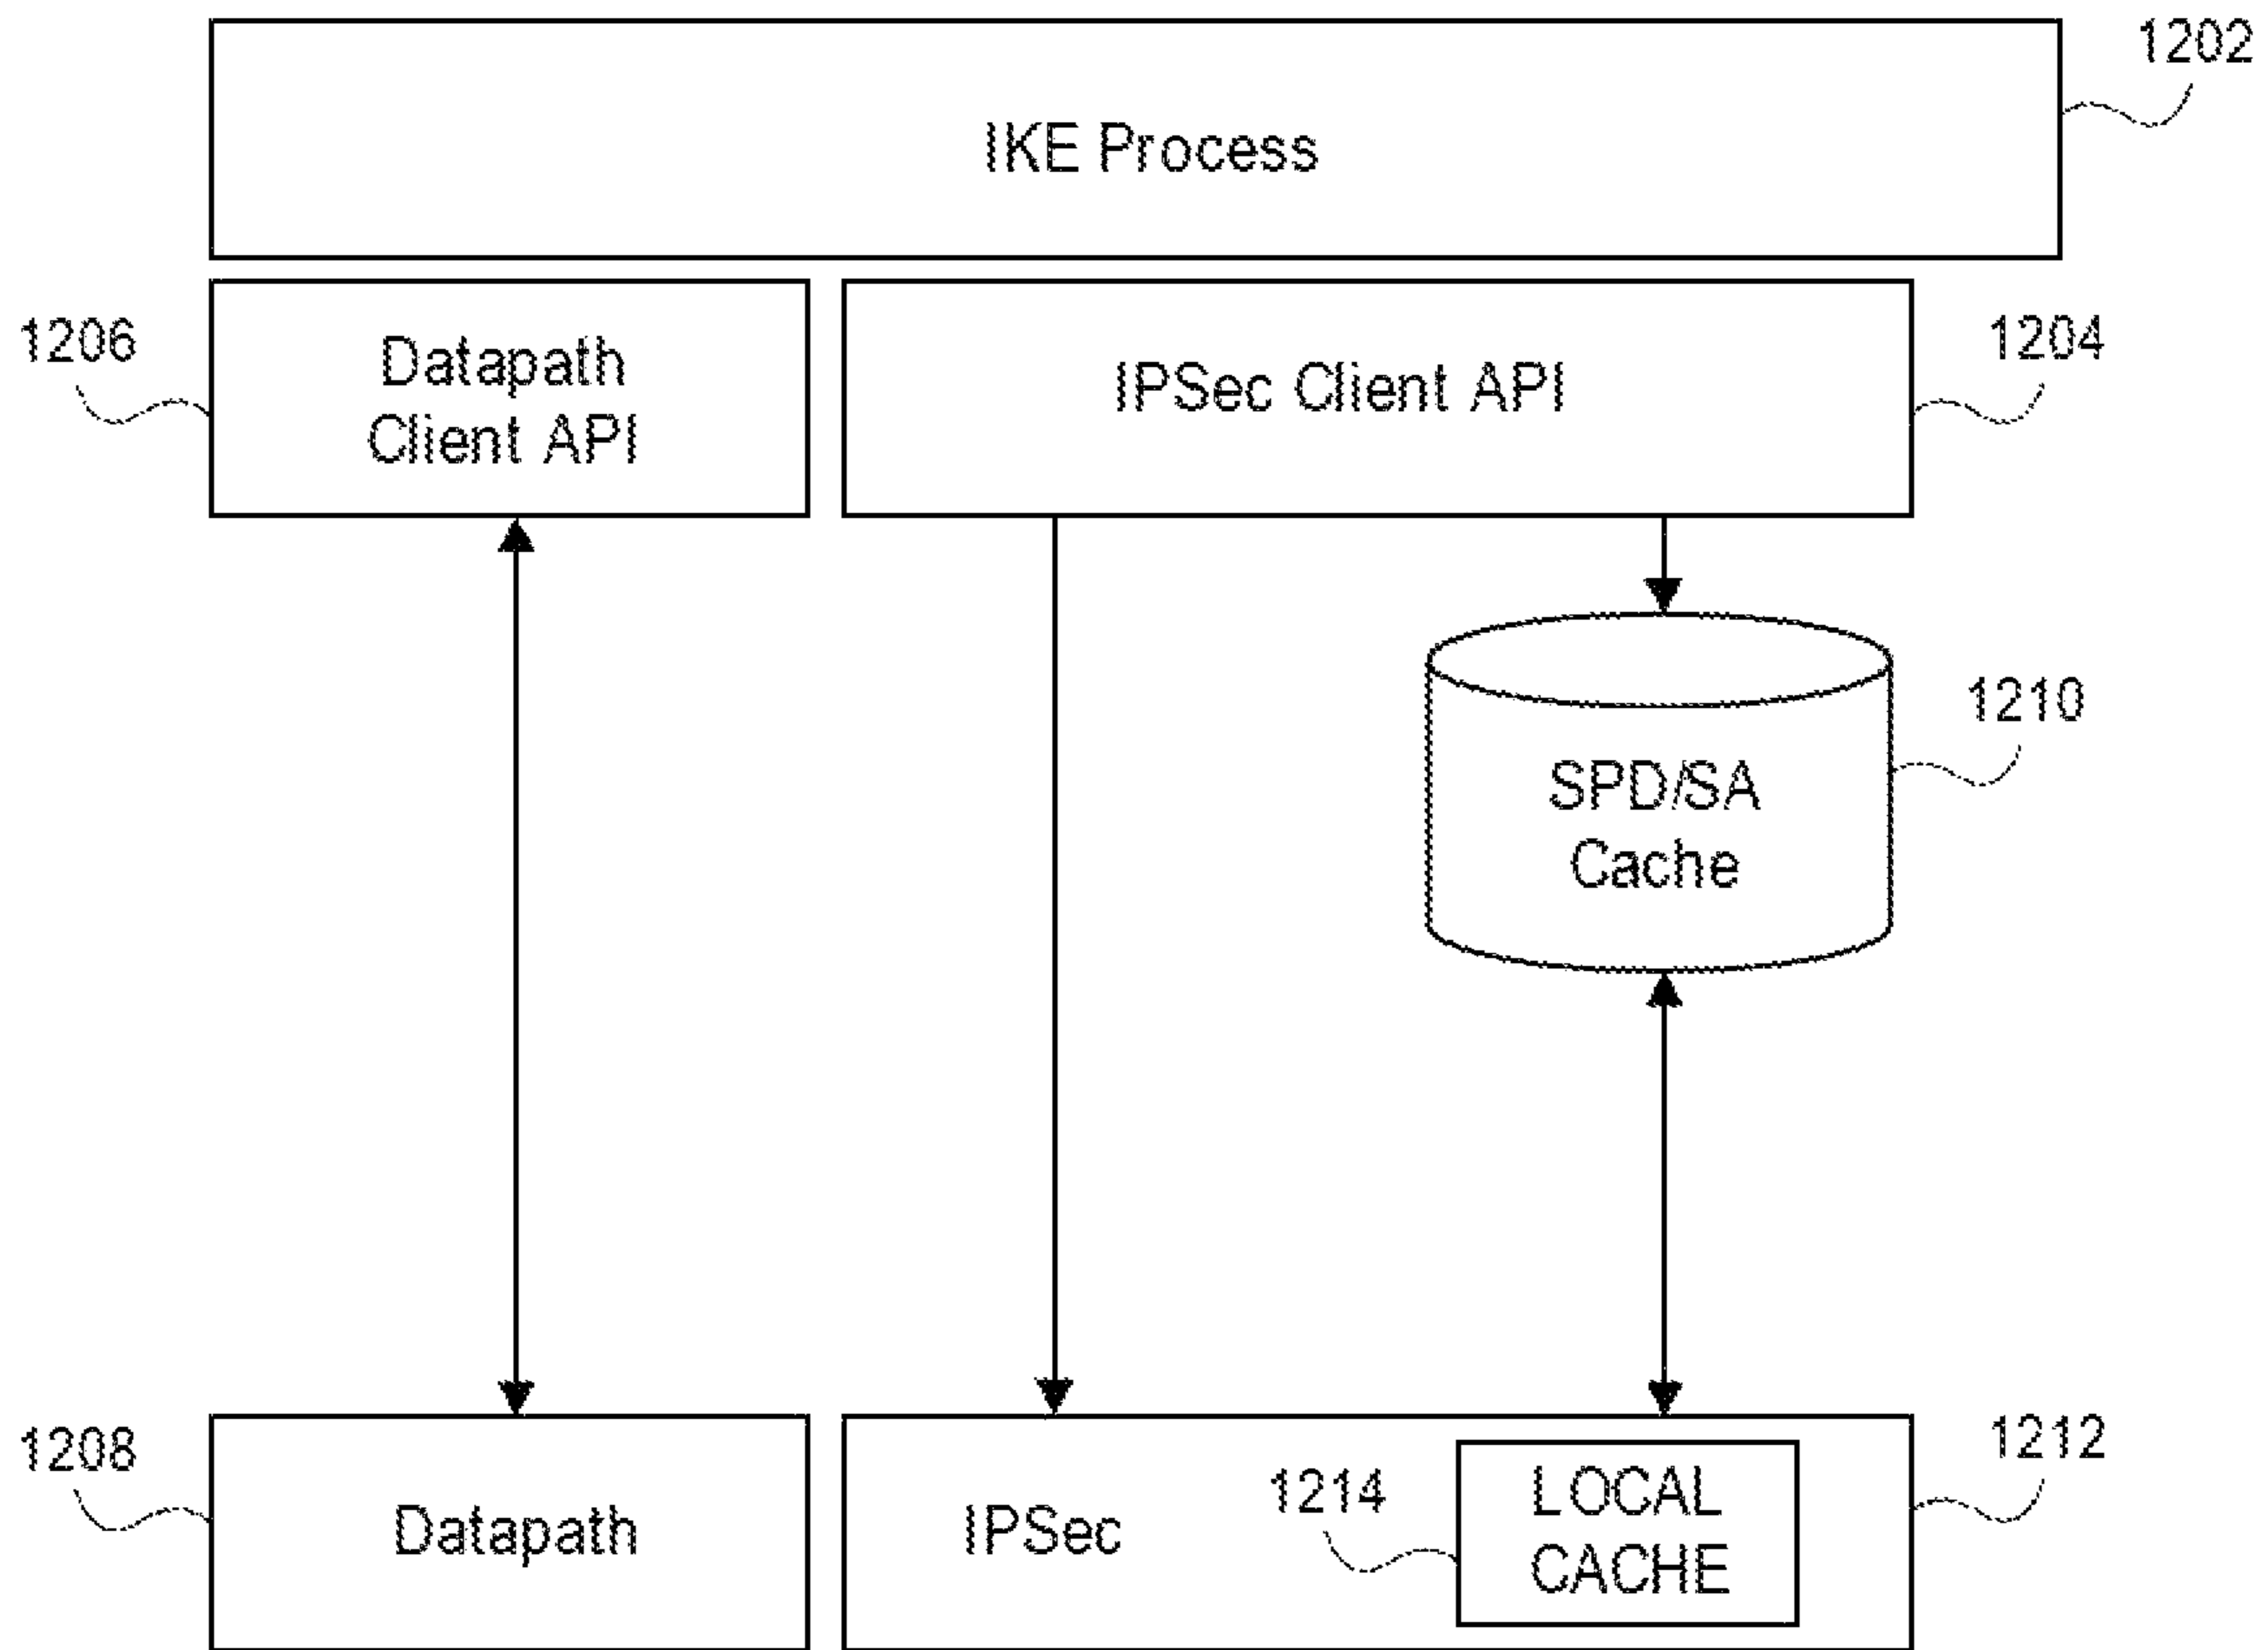 1202
IKE Process
1206
Datapath
Client API
IPSec Client API
1204
1210
SPD/SA
Cache
1208
Datapath
IPSec
1214
LOCAL
CACHE
1212